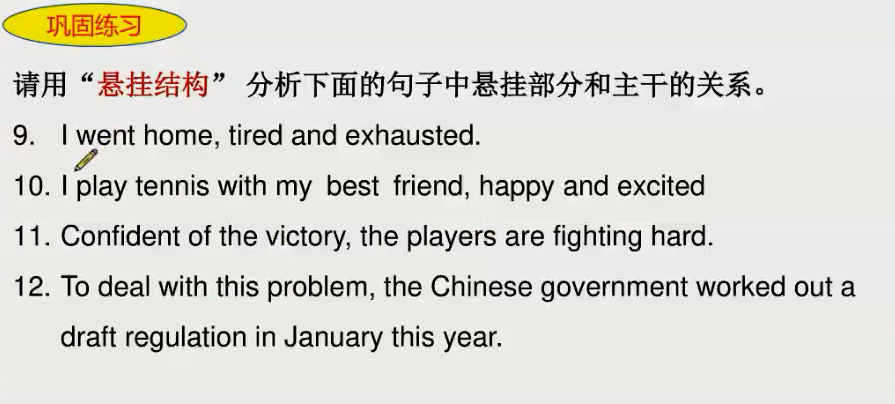 巩固练习
请用“悬挂结构” 分析下面的句子中悬挂部分和主干的关系。
9. I went home, tired and exhausted.
10. I play tennis with my best friend, happy and excited
11. Confident of the victory, the players are fighting hard.
12. To deal with this problem, the Chinese government worked out a
draft regulation in January this year.